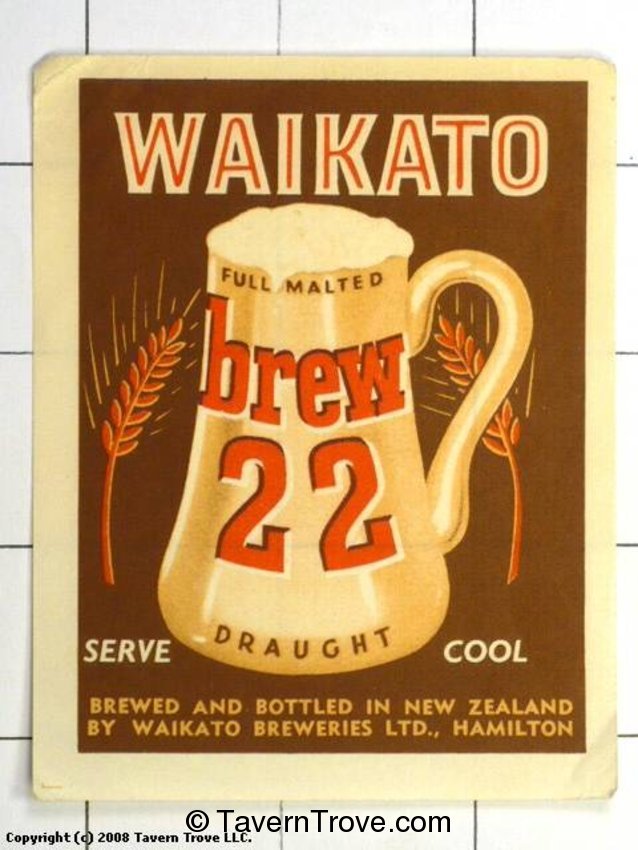 WAIKATO
FULL MALTED
brew
22
DRAUGHT
SERVE COOL
BREWED AND BOTTLED IN NEW ZEALAND
BY WAIKATO BREWERIES LTD., HAMILTON
© TavernTrove.com
Copyright (c) 2008 Tavern Trove LLC.